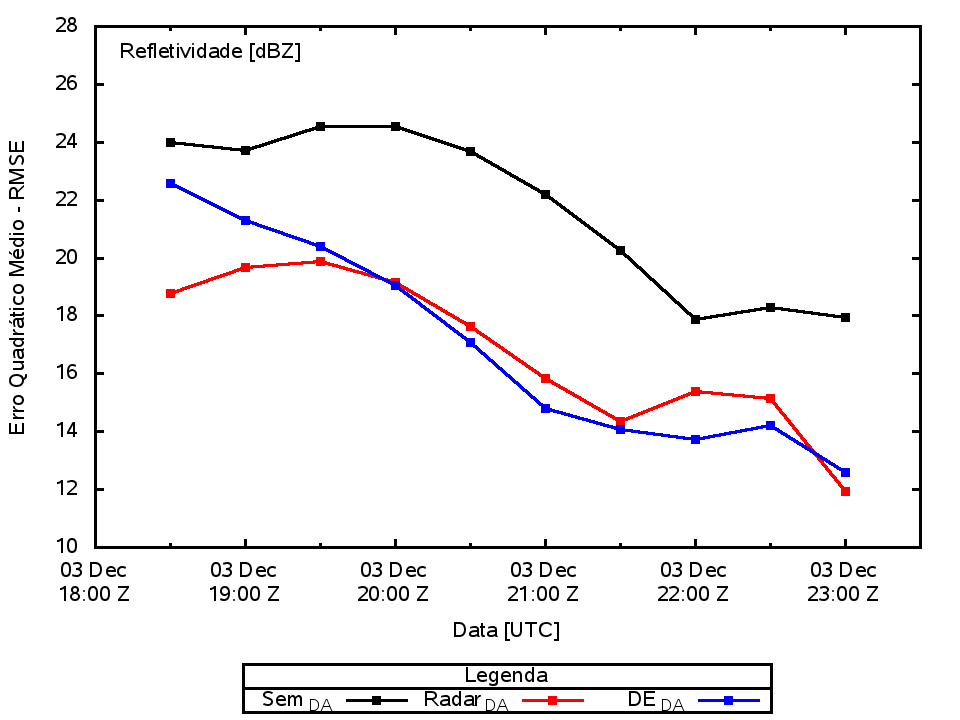 Refletividade [dBZ]
28
26
24
22
20
18
16
14
12
10
Erro Quadrático Médio - RMSE
03 Dec 03 Dec 03 Dec 03 Dec 03 Dec 03 Dec
18:00 Z 19:00 Z 20:00 Z 21:00 Z 22:00 Z 23:00 Z
Data [UTC]
Legenda
Sem DA Radar DA DE DA